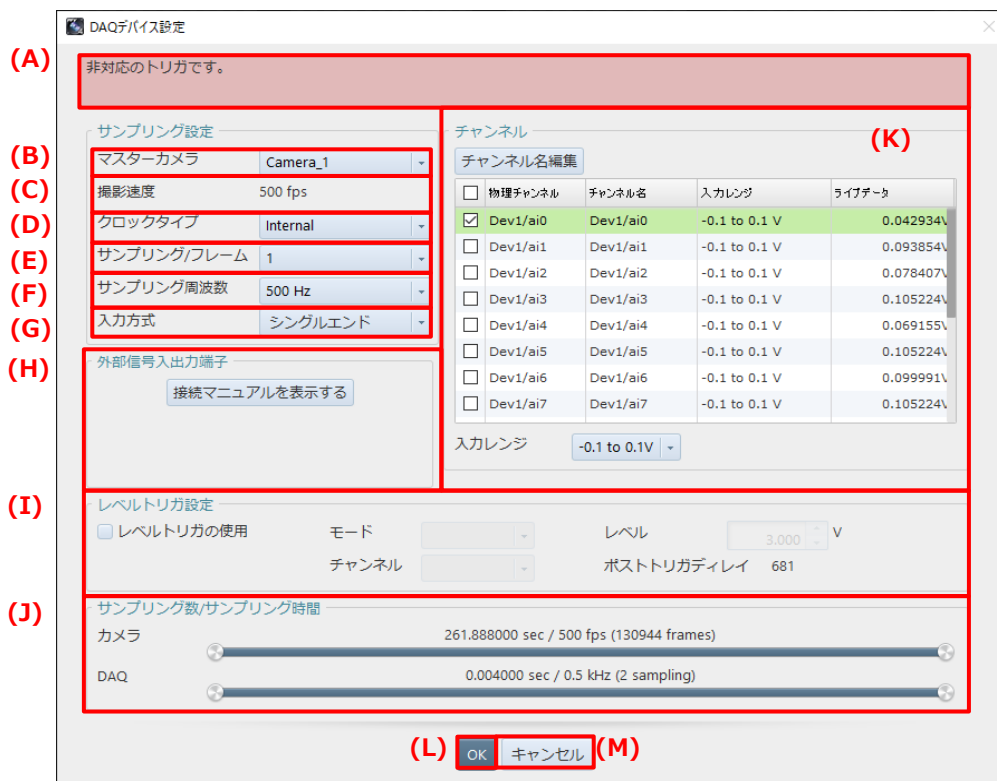 DAQデバイス設定
(A)
非対応のトリガです。
サンプリング設定
(B)
マスターカメラ Camera_1
(C)
撮影速度 500 fps
(D)
クロックタイプ Internal
(E)
サンプリング/フレーム 1
(F)
サンプリング周波数 500 Hz
(G)
入力方式 シングルエンド
(H)
外部信号入出力端子
接続マニュアルを表示する
チャンネル
(K)
チャンネル名編集
物理チャンネル チャンネル名 入力レンジ ライブデータ
Dev1/ai0 Dev1/ai0 -0.1 to 0.1 V 0.042934V
Dev1/ai1 Dev1/ai1 -0.1 to 0.1 V 0.093854V
Dev1/ai2 Dev1/ai2 -0.1 to 0.1 V 0.078407V
Dev1/ai3 Dev1/ai3 -0.1 to 0.1 V 0.105224V
Dev1/ai4 Dev1/ai4 -0.1 to 0.1 V 0.069155V
Dev1/ai5 Dev1/ai5 -0.1 to 0.1 V 0.105224V
Dev1/ai6 Dev1/ai6 -0.1 to 0.1 V 0.099991V
Dev1/ai7 Dev1/ai7 -0.1 to 0.1 V 0.105224V
入力レンジ -0.1 to 0.1V
(I)
レベルトリガ設定
レベルトリガの使用 モード レベル 3.000 V
チャンネル ポストトリガディレイ 681
(J)
サンプリング数/サンプリング時間
カメラ 261.888000 sec / 500 fps (130944 frames)
DAQ 0.004000 sec / 0.5 kHz (2 sampling)
(L) OK キャンセル (M)